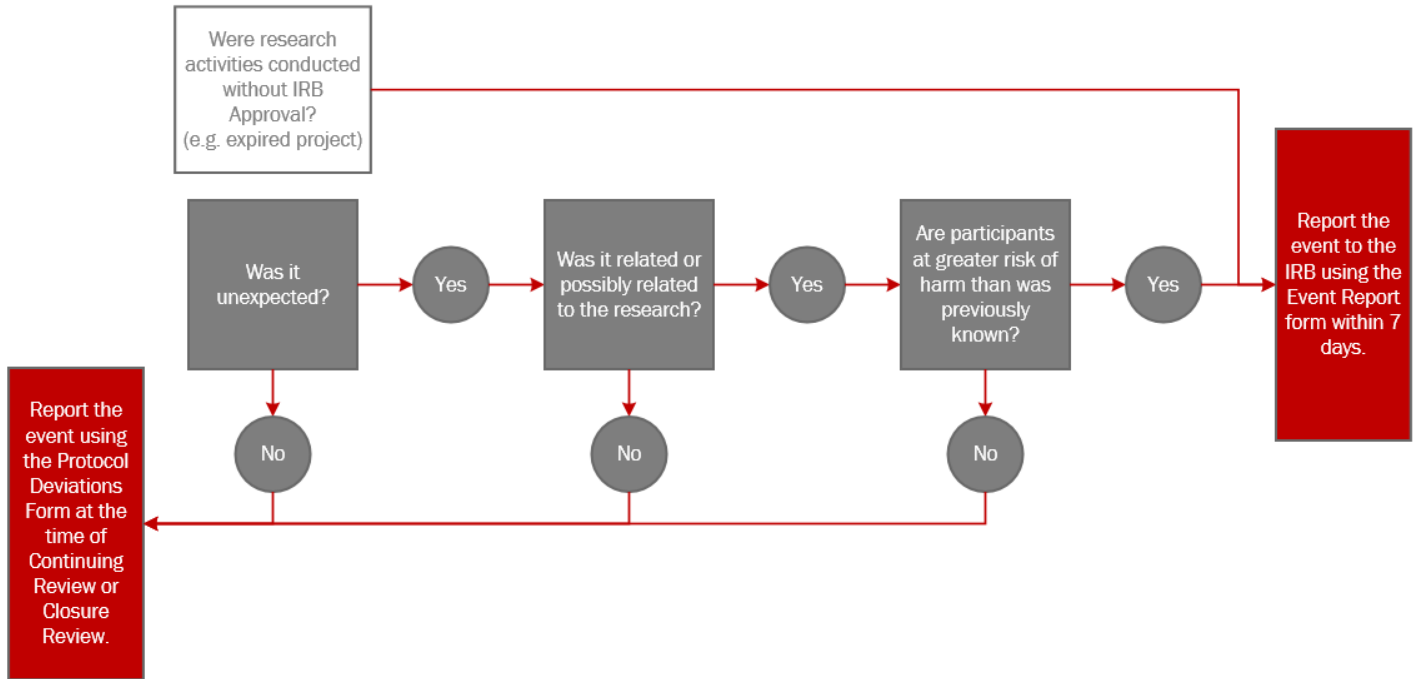 Were research
activities conducted
without IRB
Approval?
(e.g. expired project)
Was it
unexpected?
Yes
Was it related or
possibly related
to the research?
Yes
Are participants
at greater risk of
harm than was
previously
known?
Yes
Report the
event to the
IRB using the
Event Report
form within 7
days.
No
No
No
Report the
event using
the Protocol
Deviations
Form at the
time of
Continuing
Review or
Closure
Review.